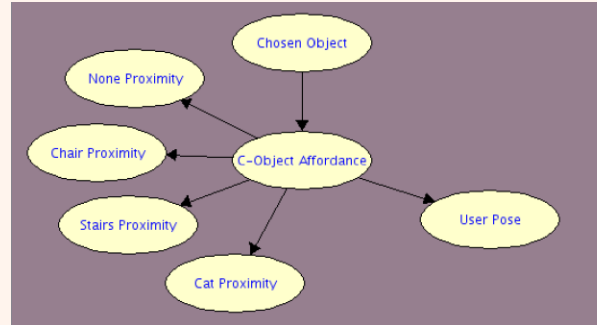 Chosen Object
None Proximity
Chair Proximity
C-Object Affordance
Stairs Proximity
User Pose
Cat Proximity